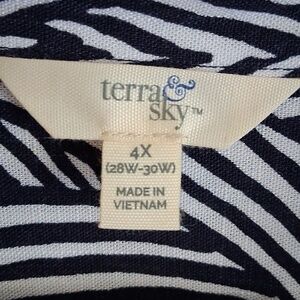 terra &
sky™
4X
(28W-30W)
MADE IN
VIETNAM